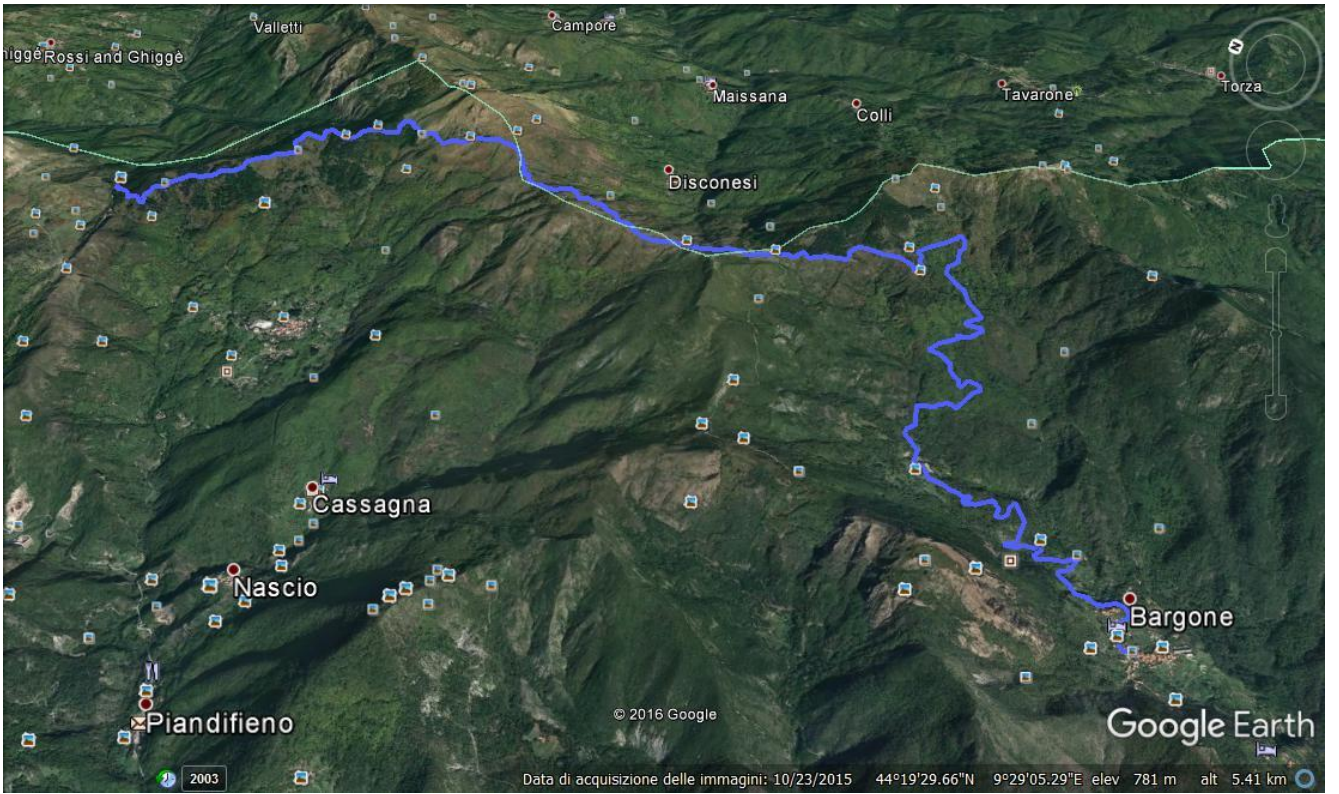 Valletti
Campore
Rossi and Ghiggè
N
Torza
Maissana
Tavarone
Colli
Disconesi
Cassagna
Nascio
Bargone
Piandifieno
© 2016 Google
Google Earth
2003
Data di acquisizione delle immagini: 10/23/2015 44°19'29.66"N 9°29'05.29"E elev 781 m alt 5.41 km